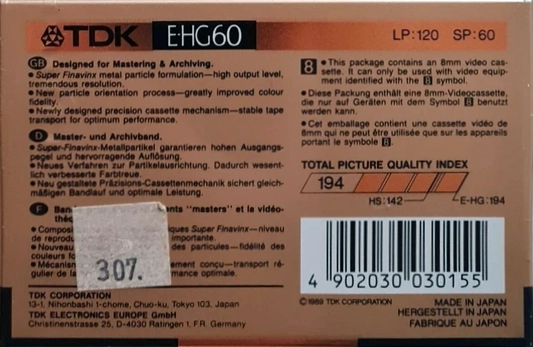 TDK E-HG60 LP:120 SP:60
GB Designed for Mastering & Archiving.
• Super Finavinx metal particle formulation—high output level,
tremendous resolution.
• New particle orientation process—greatly improved colour
fidelity.
• Newly designed precision cassette mechanism—stable tape
transport for optimum performance.
D Master- und Archivband.
• Super-Finavinx-Metallpartikel garantieren hohen Ausgangs-
pegel und hervorragende Auflösung.
• Neues Verfahren zur Partikelausrichtung. Dadurch wesent-
lich verbesserte Farbtreue.
• Neu gestaltete Präzisions-Cassettenmechanik sichert gleich-
mäßigen Bandlauf und optimale Leistung.
F "masters" et la vidéo-
• Super Finavinx—niveau
de importante.
• Nouveau des particules—fidélité des
couleurs
• conçu—transport ré-
gulier de la optimale.
307.
TDK CORPORATION
13-1, Nihonbashi 1-chome, Chuo-ku, Tokyo 103, Japan
TDK ELECTRONICS EUROPE GmbH
Christinenstrasse 25, D-4030 Ratingen 1, F.R. Germany
8 • This package contains an 8mm video cas-
sette. It can only be used with video equip-
ment identified with the 8 symbol.
• Diese Packung enthält eine 8mm-Videocassette,
die nur auf Geräten mit dem Symbol 8 benutzt
werden kann.
• Cet emballage contient une cassette vidéo de
8mm qui ne peut être utilisée que sur les appareils
portant le symbole 8.
TOTAL PICTURE QUALITY INDEX
194
HS:142 E-HG:194
4 902030 030155
© 1989 TDK CORPORATION
MADE IN JAPAN
HERGESTELLT IN JAPAN
FABRIQUE AU JAPON